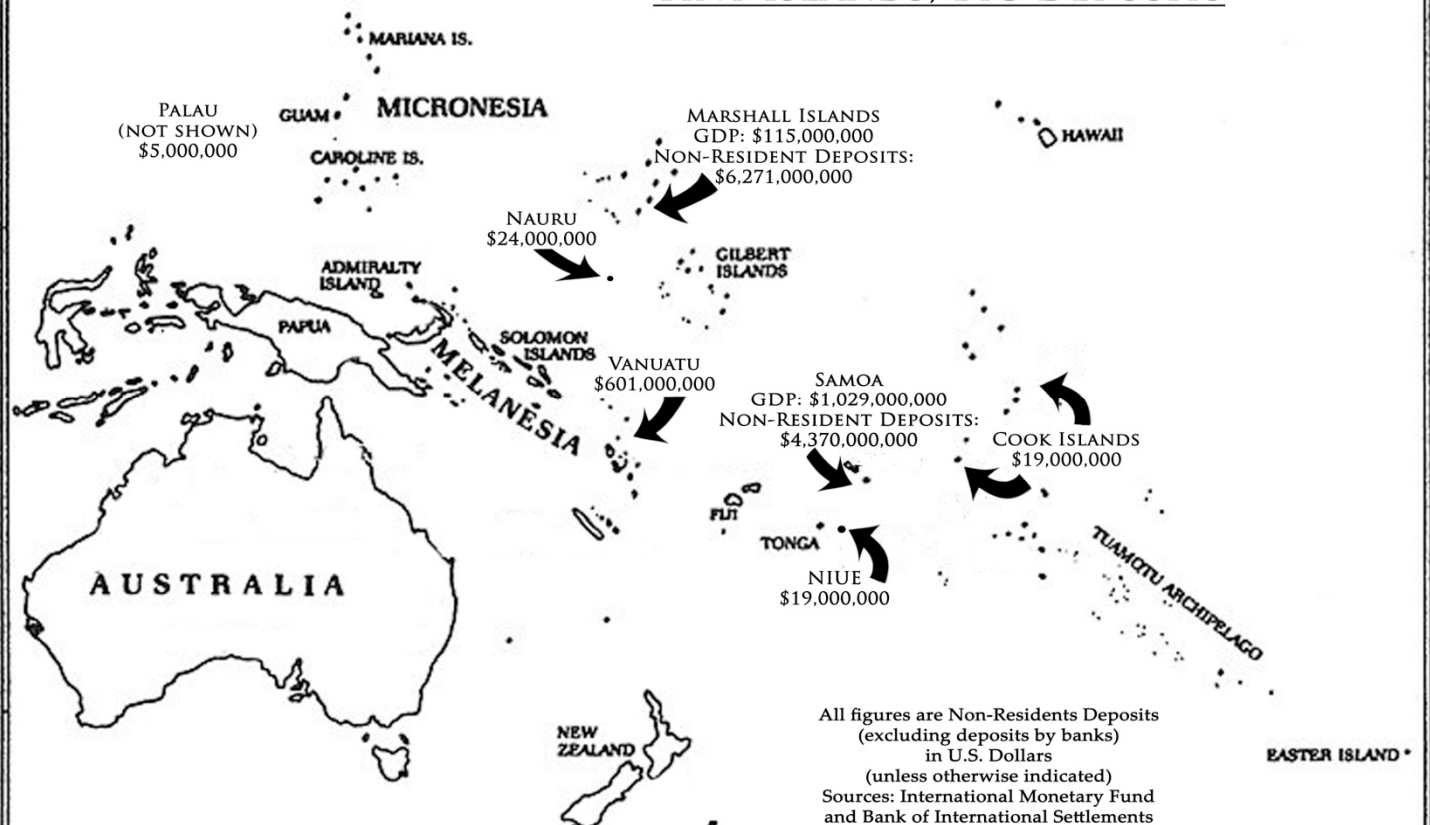 MARIANA IS.
PALAU
(NOT SHOWN)
$5,000,000
GUAM
MICRONESIA
CAROLINE IS.
MARSHALL ISLANDS
GDP: $115,000,000
NON-RESIDENT DEPOSITS:
$6,271,000,000
HAWAII
NAURU
$24,000,000
GILBERT
ISLANDS
ADMIRALTY
ISLAND
PAPUA
SOLOMON
ISLANDS
MELANESIA
VANUATU
$601,000,000
SAMOA
GDP: $1,029,000,000
NON-RESIDENT DEPOSITS:
$4,370,000,000
COOK ISLANDS
$19,000,000
FIJI
TONGA
NIUE
$19,000,000
TUAMOTU ARCHIPELAGO
AUSTRALIA
NEW
ZEALAND
EASTER ISLAND
All figures are Non-Residents Deposits
(excluding deposits by banks)
in U.S. Dollars
(unless otherwise indicated)
Sources: International Monetary Fund
and Bank of International Settlements